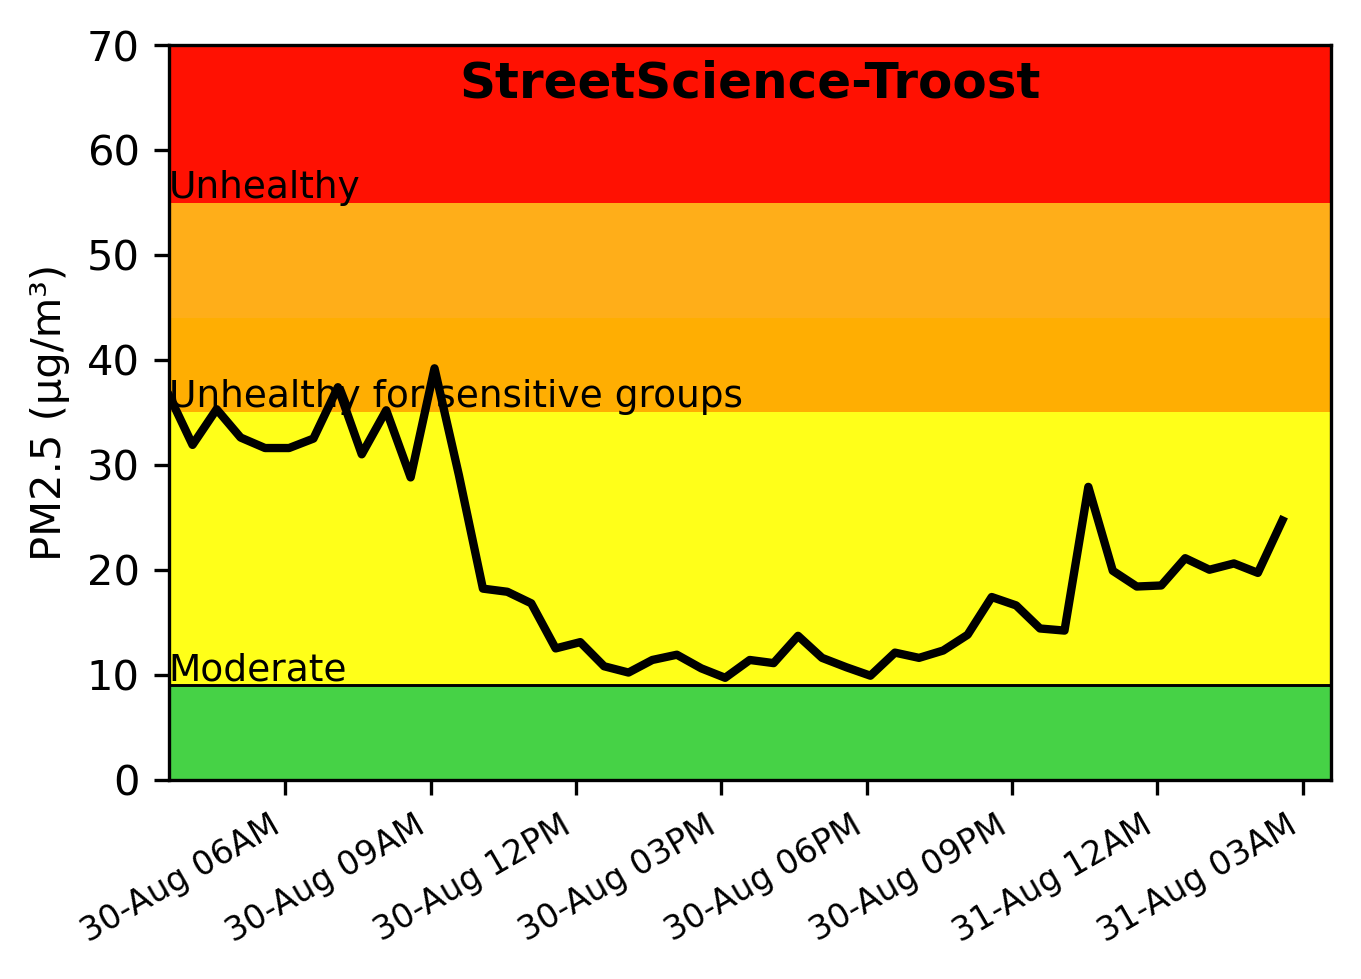 StreetScience-Troost
PM2.5 (µg/m³)
70
60
50
40
30
20
10
0
Unhealthy
Unhealthy for sensitive groups
Moderate
30-Aug 06AM
30-Aug 09AM
30-Aug 12PM
30-Aug 03PM
30-Aug 06PM
30-Aug 09PM
31-Aug 12AM
31-Aug 03AM